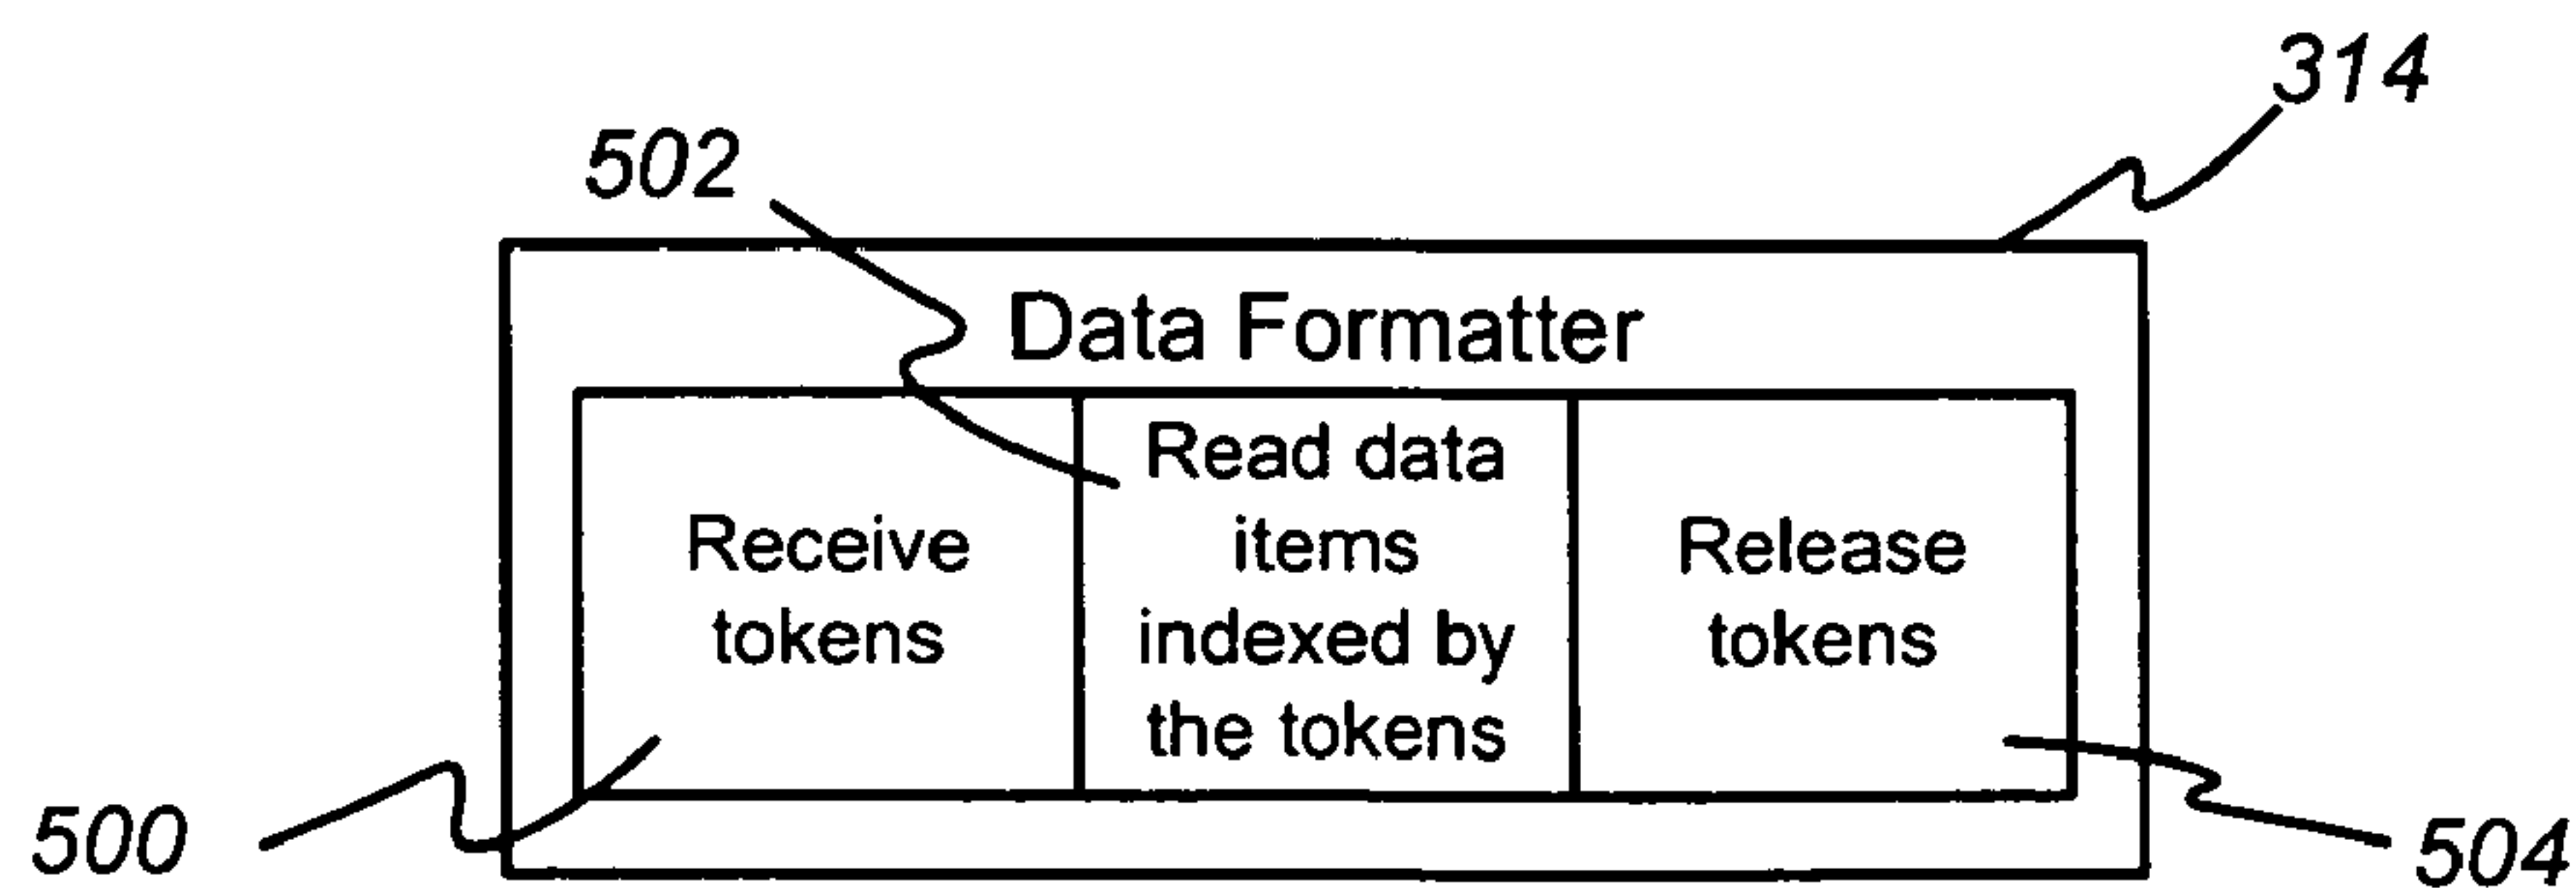 314
502
Data Formatter
Receive
tokens
Read data
items
indexed by
the tokens
Release
tokens
500
504